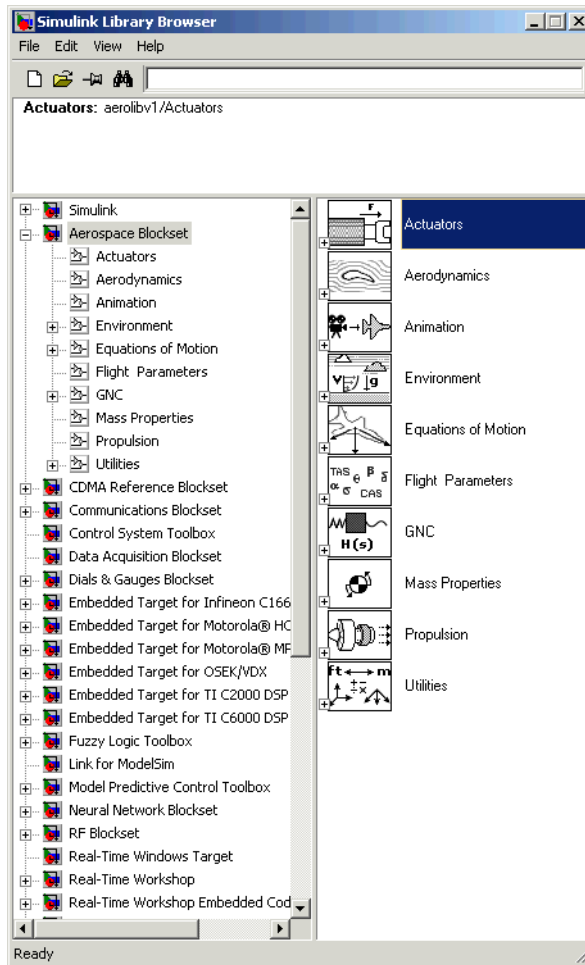 Simulink Library Browser
File Edit View Help
Actuators: aerolibv1/Actuators
Simulink
Aerospace Blockset
Actuators
Aerodynamics
Animation
Environment
Equations of Motion
Flight Parameters
GNC
Mass Properties
Propulsion
Utilities
CDMA Reference Blockset
Communications Blockset
Control System Toolbox
Data Acquisition Blockset
Dials & Gauges Blockset
Embedded Target for Infineon C166
Embedded Target for Motorola® HC
Embedded Target for Motorola® MP
Embedded Target for OSEK/VDX
Embedded Target for TI C2000 DSP
Embedded Target for TI C6000 DSP
Fuzzy Logic Toolbox
Link for ModelSim
Model Predictive Control Toolbox
Neural Network Blockset
RF Blockset
Real-Time Windows Target
Real-Time Workshop
Real-Time Workshop Embedded Cod
F
Actuators
Aerodynamics
Animation
V g
Environment
Equations of Motion
TAS θ β δ
α σ CAS
Flight Parameters
H(s)
GNC
Mass Properties
Propulsion
ft m
Utilities
Ready